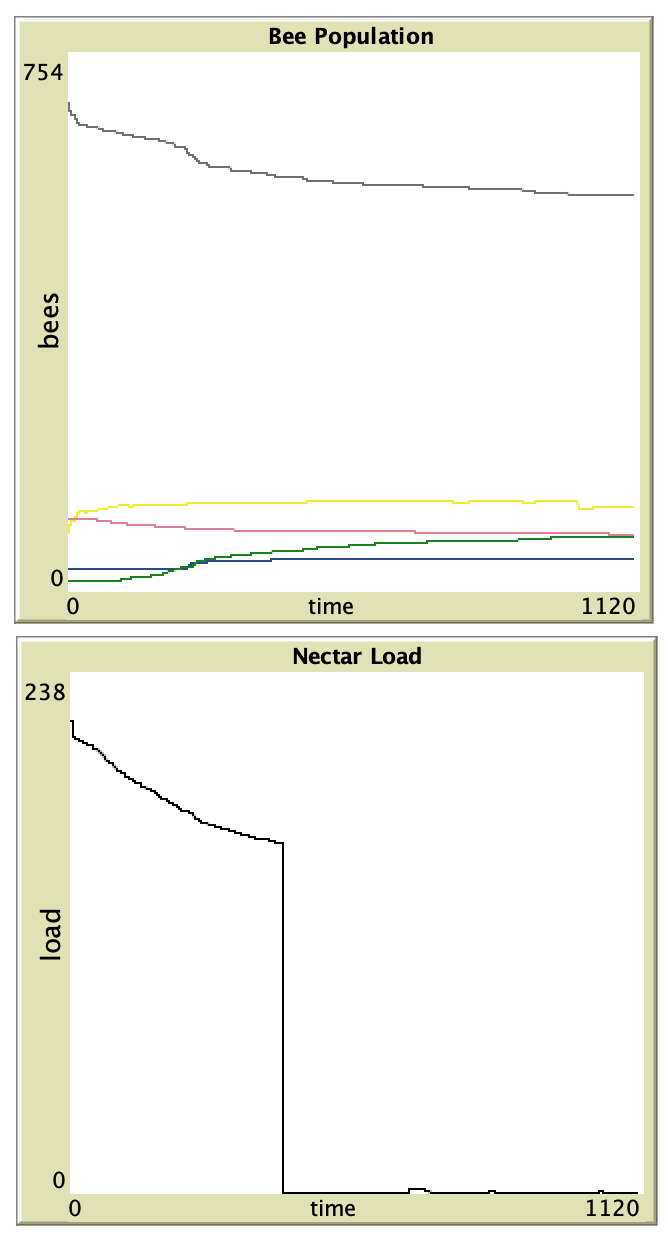 Bee Population
754
bees
0
0 time 1120
Nectar Load
238
load
0
0 time 1120